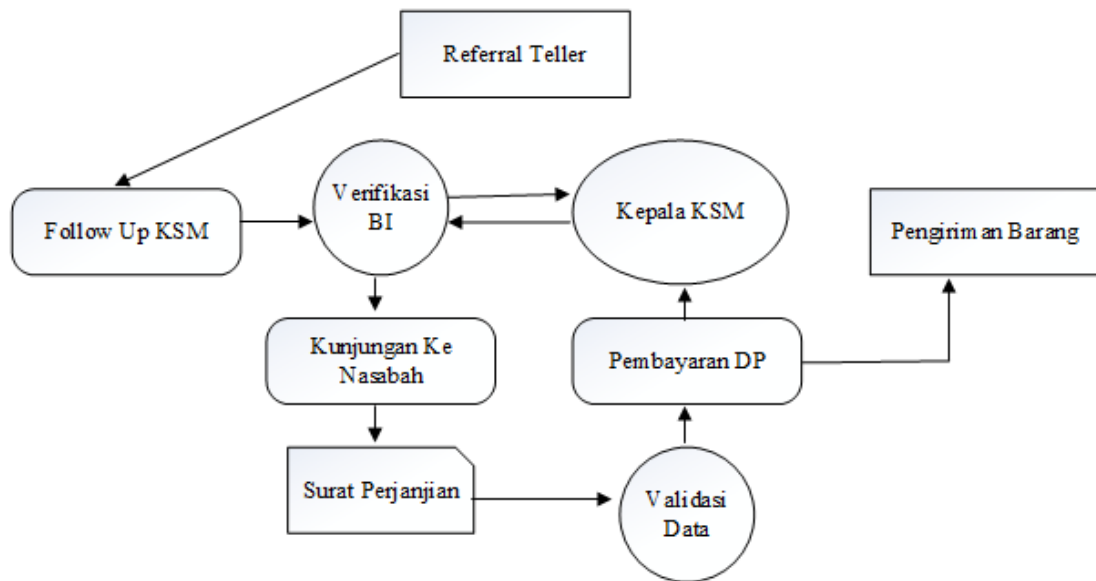 Referral Teller
Verifikasi
BI
Kepala KSM
Follow Up KSM
Pengiriman Barang
Kunjungan Ke
Nasabah
Pembayaran DP
Surat Perjanjian
Validasi
Data